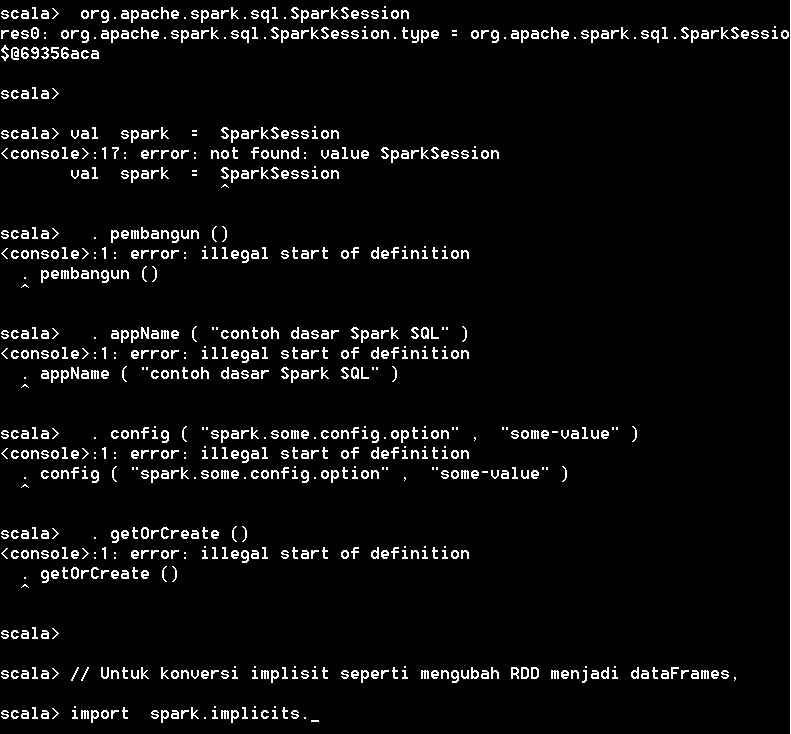 scala>  org.apache.spark.sql.SparkSession
res0: org.apache.spark.sql.SparkSession.type = org.apache.spark.sql.SparkSessio
$@69356aca
scala>
scala> val  spark  =  SparkSession
<console>:17: error: not found: value SparkSession
       val  spark  =  SparkSession
                      ^
scala>   . pembangun ()
<console>:1: error: illegal start of definition
  . pembangun ()
  ^
scala>   . appName ( "contoh dasar Spark SQL" )
<console>:1: error: illegal start of definition
  . appName ( "contoh dasar Spark SQL" )
  ^
scala>   . config ( "spark.some.config.option" ,  "some-value" )
<console>:1: error: illegal start of definition
  . config ( "spark.some.config.option" ,  "some-value" )
  ^
scala>   . getOrCreate ()
<console>:1: error: illegal start of definition
  . getOrCreate ()
  ^
scala>
scala> // Untuk konversi implisit seperti mengubah RDD menjadi dataFrames,
scala> import  spark.implicits._